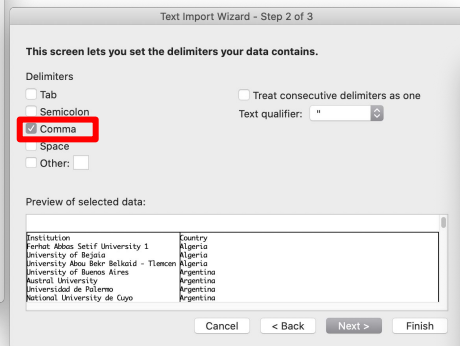 Text Import Wizard - Step 2 of 3
This screen lets you set the delimiters your data contains.
Delimiters
Tab
Treat consecutive delimiters as one
Semicolon
Text qualifier: "
Comma
Space
Other:
Preview of selected data:
Institution Country
Ferhat Abbas Setif University 1 Algeria
University of Bejaia Algeria
University Abou Bekr Belkaid - Tlemcen Algeria
University of Buenos Aires Argentina
Austral University Argentina
Universidad de Palermo Argentina
National University de Cuyo Argentina
Cancel < Back Next > Finish